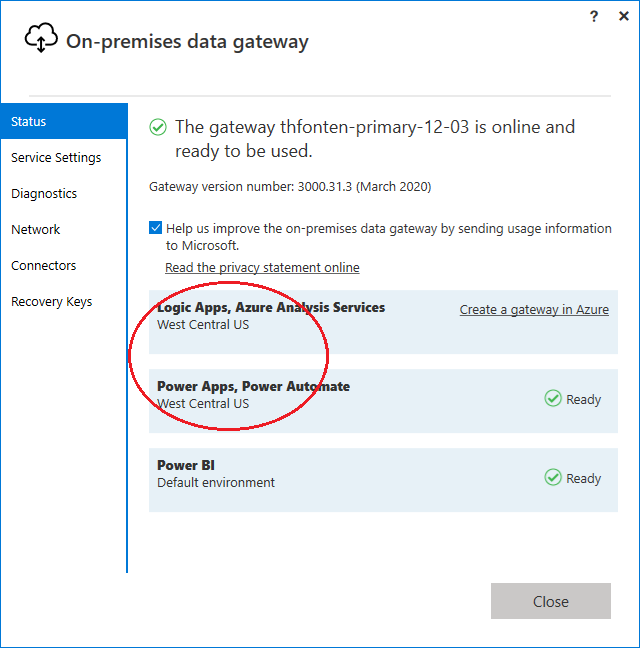 ? ×
On-premises data gateway
Status
Service Settings
Diagnostics
Network
Connectors
Recovery Keys
The gateway thfonten-primary-12-03 is online and
ready to be used.
Gateway version number: 3000.31.3 (March 2020)
Help us improve the on-premises data gateway by sending usage information
to Microsoft.
Read the privacy statement online
Logic Apps, Azure Analysis Services
West Central US
Create a gateway in Azure
Power Apps, Power Automate
West Central US
Ready
Power BI
Default environment
Ready
Close